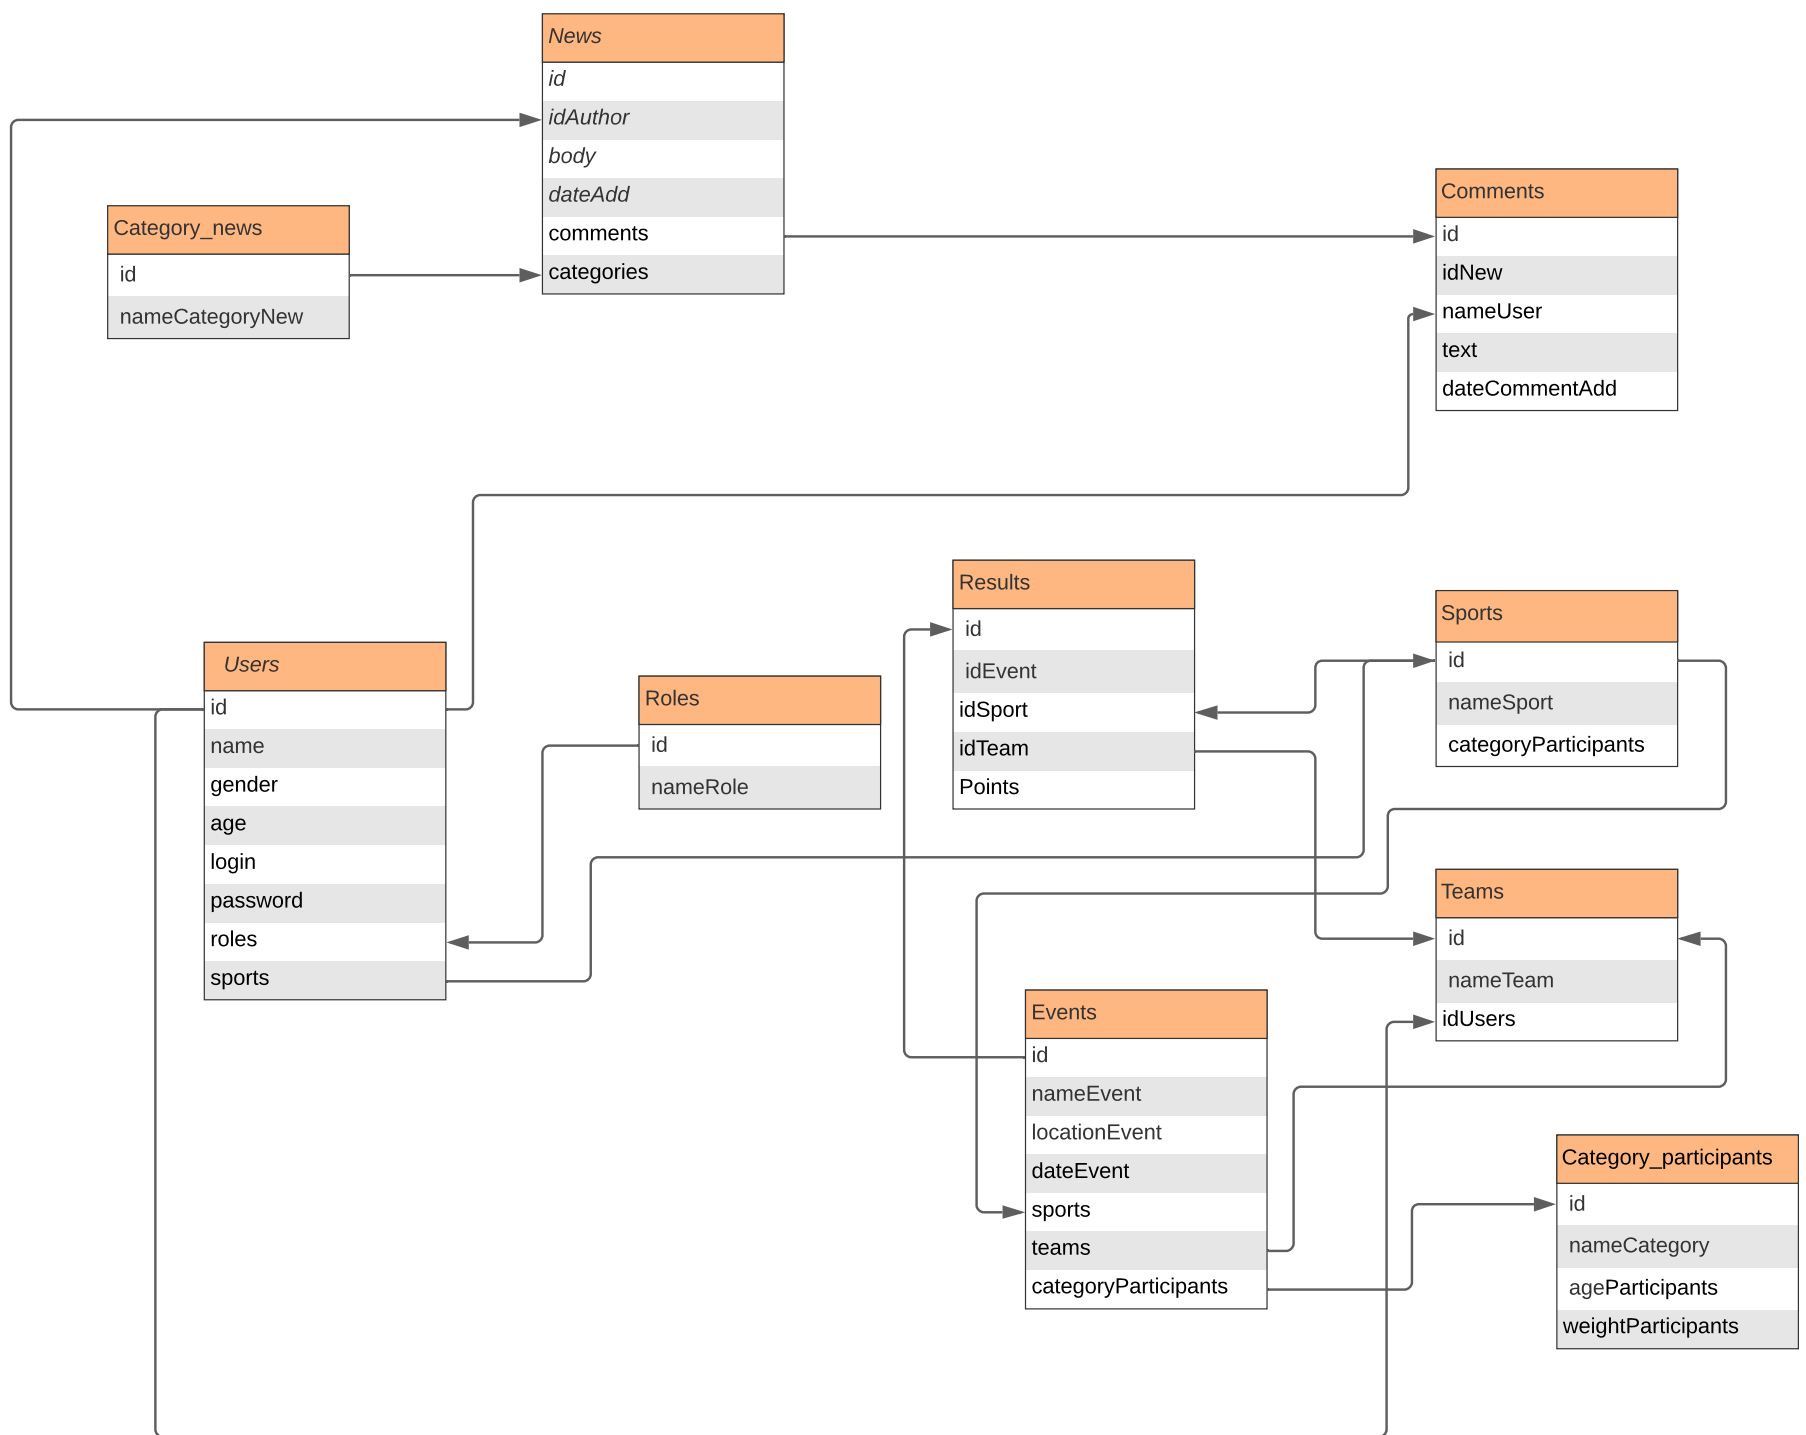 News
id
idAuthor
body
dateAdd
comments
categories
Category_news
id
nameCategoryNew
Comments
id
idNew
nameUser
text
dateCommentAdd
Users
id
name
gender
age
login
password
roles
sports
Roles
id
nameRole
Results
id
idEvent
idSport
idTeam
Points
Sports
id
nameSport
categoryParticipants
Teams
id
nameTeam
idUsers
Events
id
nameEvent
locationEvent
dateEvent
sports
teams
categoryParticipants
Category_participants
id
nameCategory
ageParticipants
weightParticipants